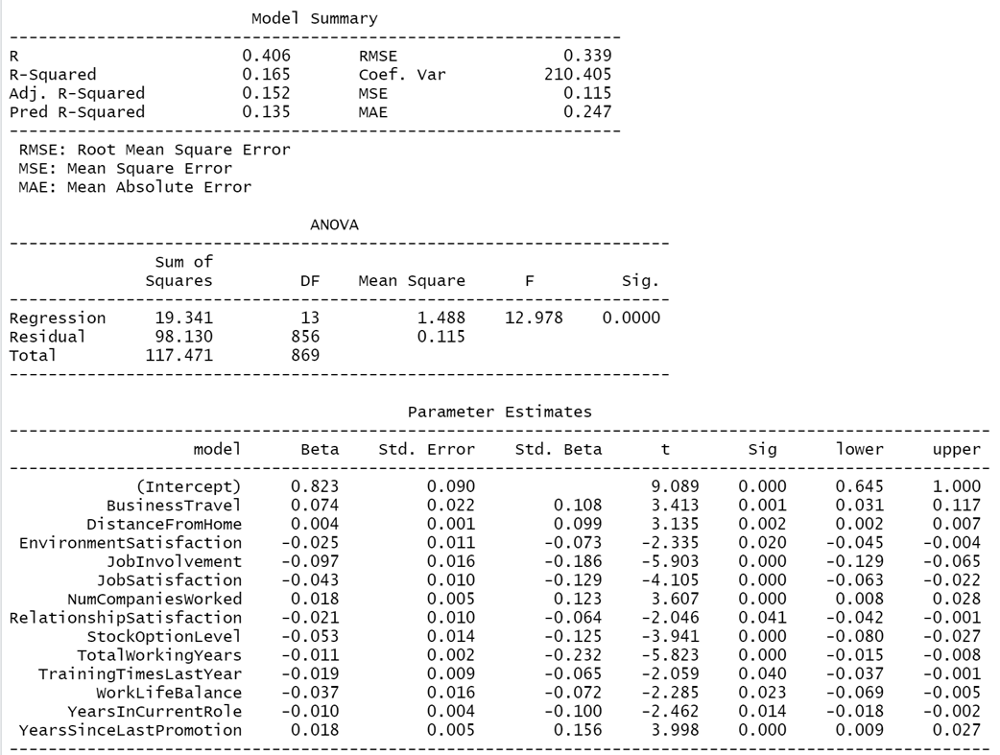 Model Summary
---------------------------------------------------------------
R                       0.406       RMSE                 0.339
R-Squared               0.165       Coef. Var          210.405
Adj. R-Squared          0.152       MSE                  0.115
Pred R-Squared          0.135       MAE                  0.247
---------------------------------------------------------------
RMSE: Root Mean Square Error
MSE: Mean Square Error
MAE: Mean Absolute Error
ANOVA
--------------------------------------------------------------------
Sum of
Squares         DF    Mean Square      F         Sig.
--------------------------------------------------------------------
Regression     19.341         13          1.488    12.978    0.0000
Residual       98.130        856          0.115
Total         117.471        869
--------------------------------------------------------------------
Parameter Estimates
-----------------------------------------------------------------------------------------------------
model      Beta    Std. Error    Std. Beta      t        Sig      lower     upper
-----------------------------------------------------------------------------------------------------
(Intercept)     0.823         0.090                  9.089    0.000     0.645     1.000
BusinessTravel     0.074         0.022        0.108     3.413    0.001     0.031     0.117
DistanceFromHome     0.004         0.001        0.099     3.135    0.002     0.002     0.007
EnvironmentSatisfaction    -0.025         0.011       -0.073    -2.335    0.020    -0.045    -0.004
JobInvolvement    -0.097         0.016       -0.186    -5.903    0.000    -0.129    -0.065
JobSatisfaction    -0.043         0.010       -0.129    -4.105    0.000    -0.063    -0.022
NumCompaniesWorked     0.018         0.005        0.123     3.607    0.000     0.008     0.028
RelationshipSatisfaction    -0.021         0.010       -0.064    -2.046    0.041    -0.042    -0.001
StockOptionLevel    -0.053         0.014       -0.125    -3.941    0.000    -0.080    -0.027
TotalWorkingYears    -0.011         0.002       -0.232    -5.823    0.000    -0.015    -0.008
TrainingTimesLastYear    -0.019         0.009       -0.065    -2.059    0.040    -0.037    -0.001
WorkLifeBalance    -0.037         0.016       -0.072    -2.285    0.023    -0.069    -0.005
YearsInCurrentRole    -0.010         0.004       -0.100    -2.462    0.014    -0.018    -0.002
YearsSinceLastPromotion     0.018         0.005        0.156     3.998    0.000     0.009     0.027
-----------------------------------------------------------------------------------------------------